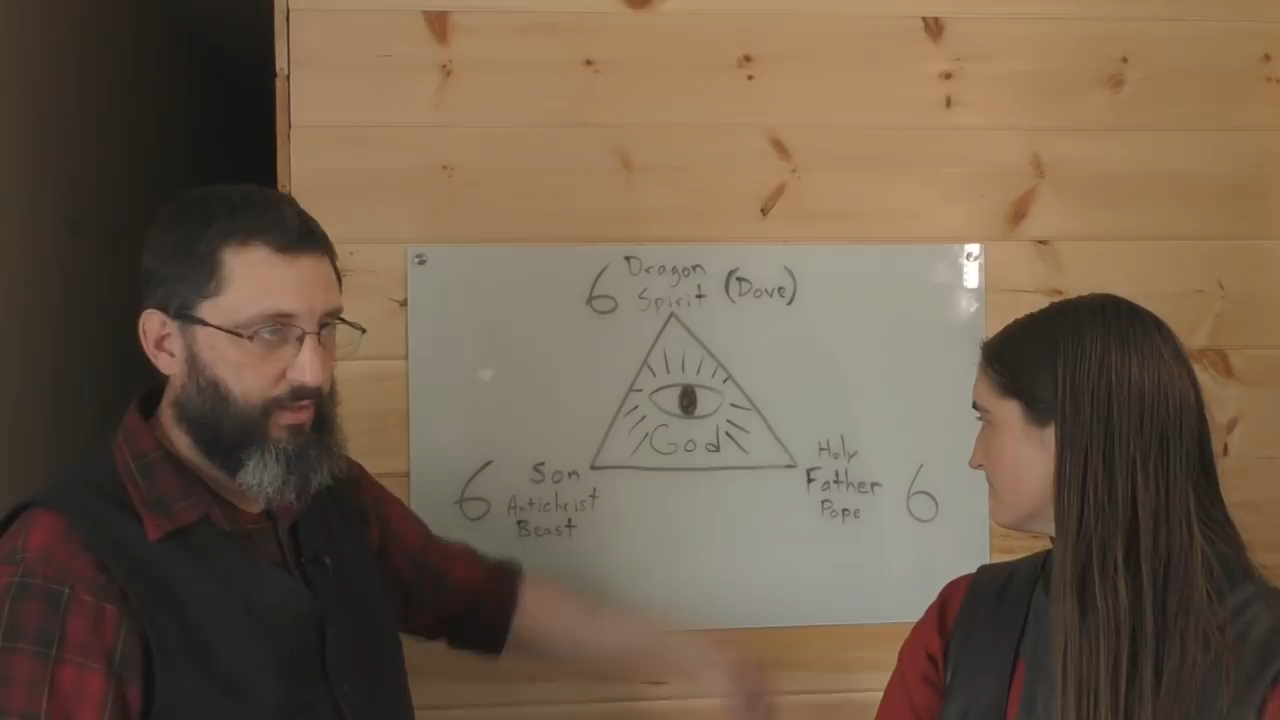 6 Dragon
Spirit (Dove)
God
6 Son
Antichrist
Beast
Holy
Father 6
Pope